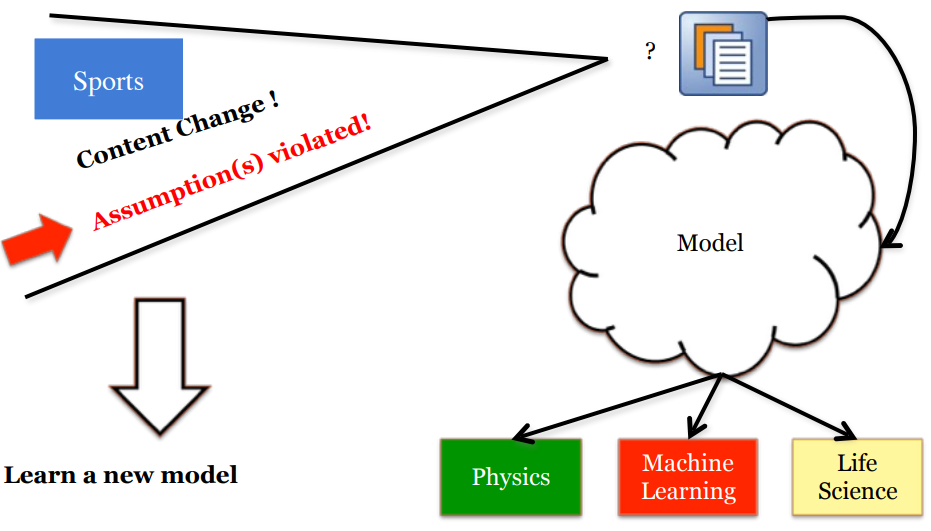 Sports
?
Content Change !
Assumption(s) violated!
Model
Learn a new model
Physics
Machine
Learning
Life
Science